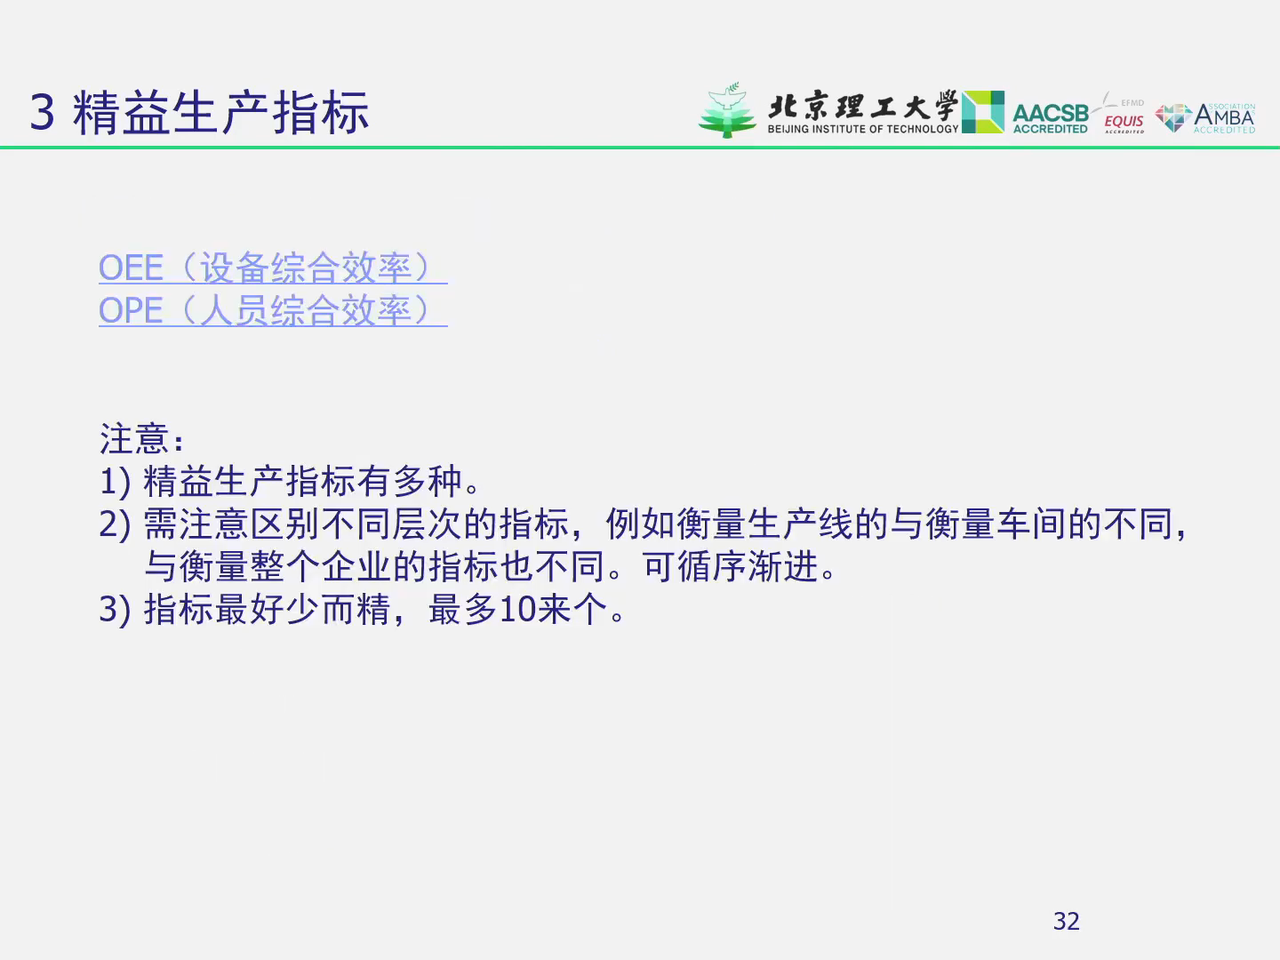 3 精益生产指标
北京理工大学
BEIJING INSTITUTE OF TECHNOLOGY
AACSB
ACCREDITED
EFMD
EQUIS
ACCREDITED
ASSOCIATION
AMBA
ACCREDITED
OEE（设备综合效率）
OPE（人员综合效率）
注意：
1) 精益生产指标有多种。
2) 需注意区别不同层次的指标，例如衡量生产线的与衡量车间的不同，
与衡量整个企业的指标也不同。可循序渐进。
3) 指标最好少而精，最多10来个。
32